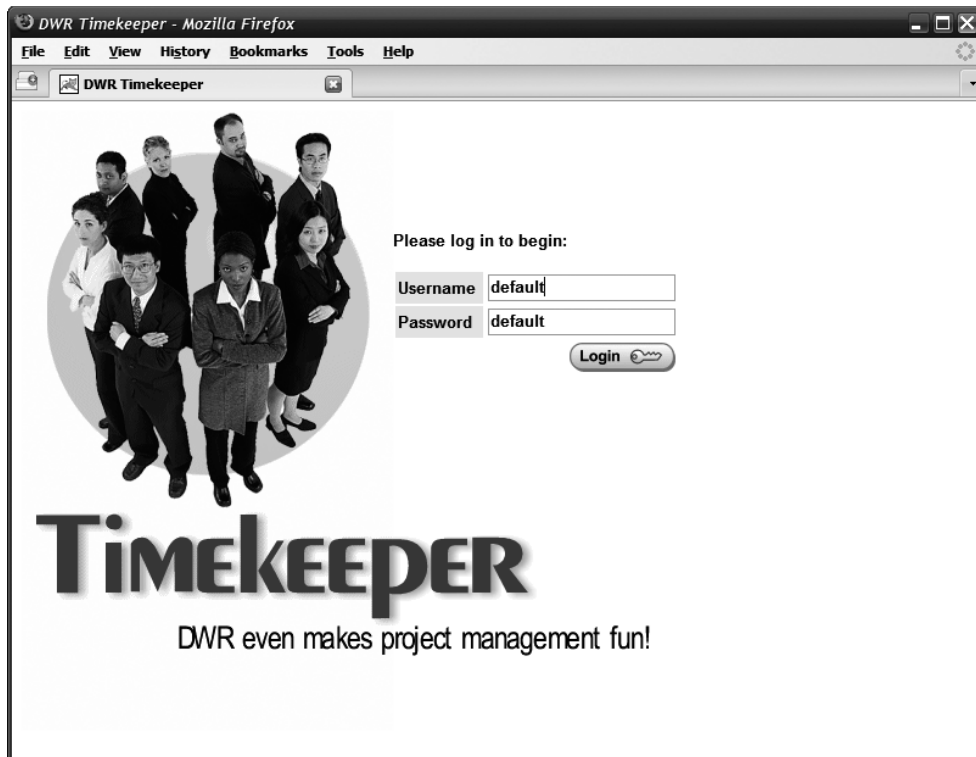 DWR Timekeeper - Mozilla Firefox
File Edit View History Bookmarks Tools Help
DWR Timekeeper
Please log in to begin:
Username default
Password default
Login
TiMEkEEpER
DWR even makes project management fun!